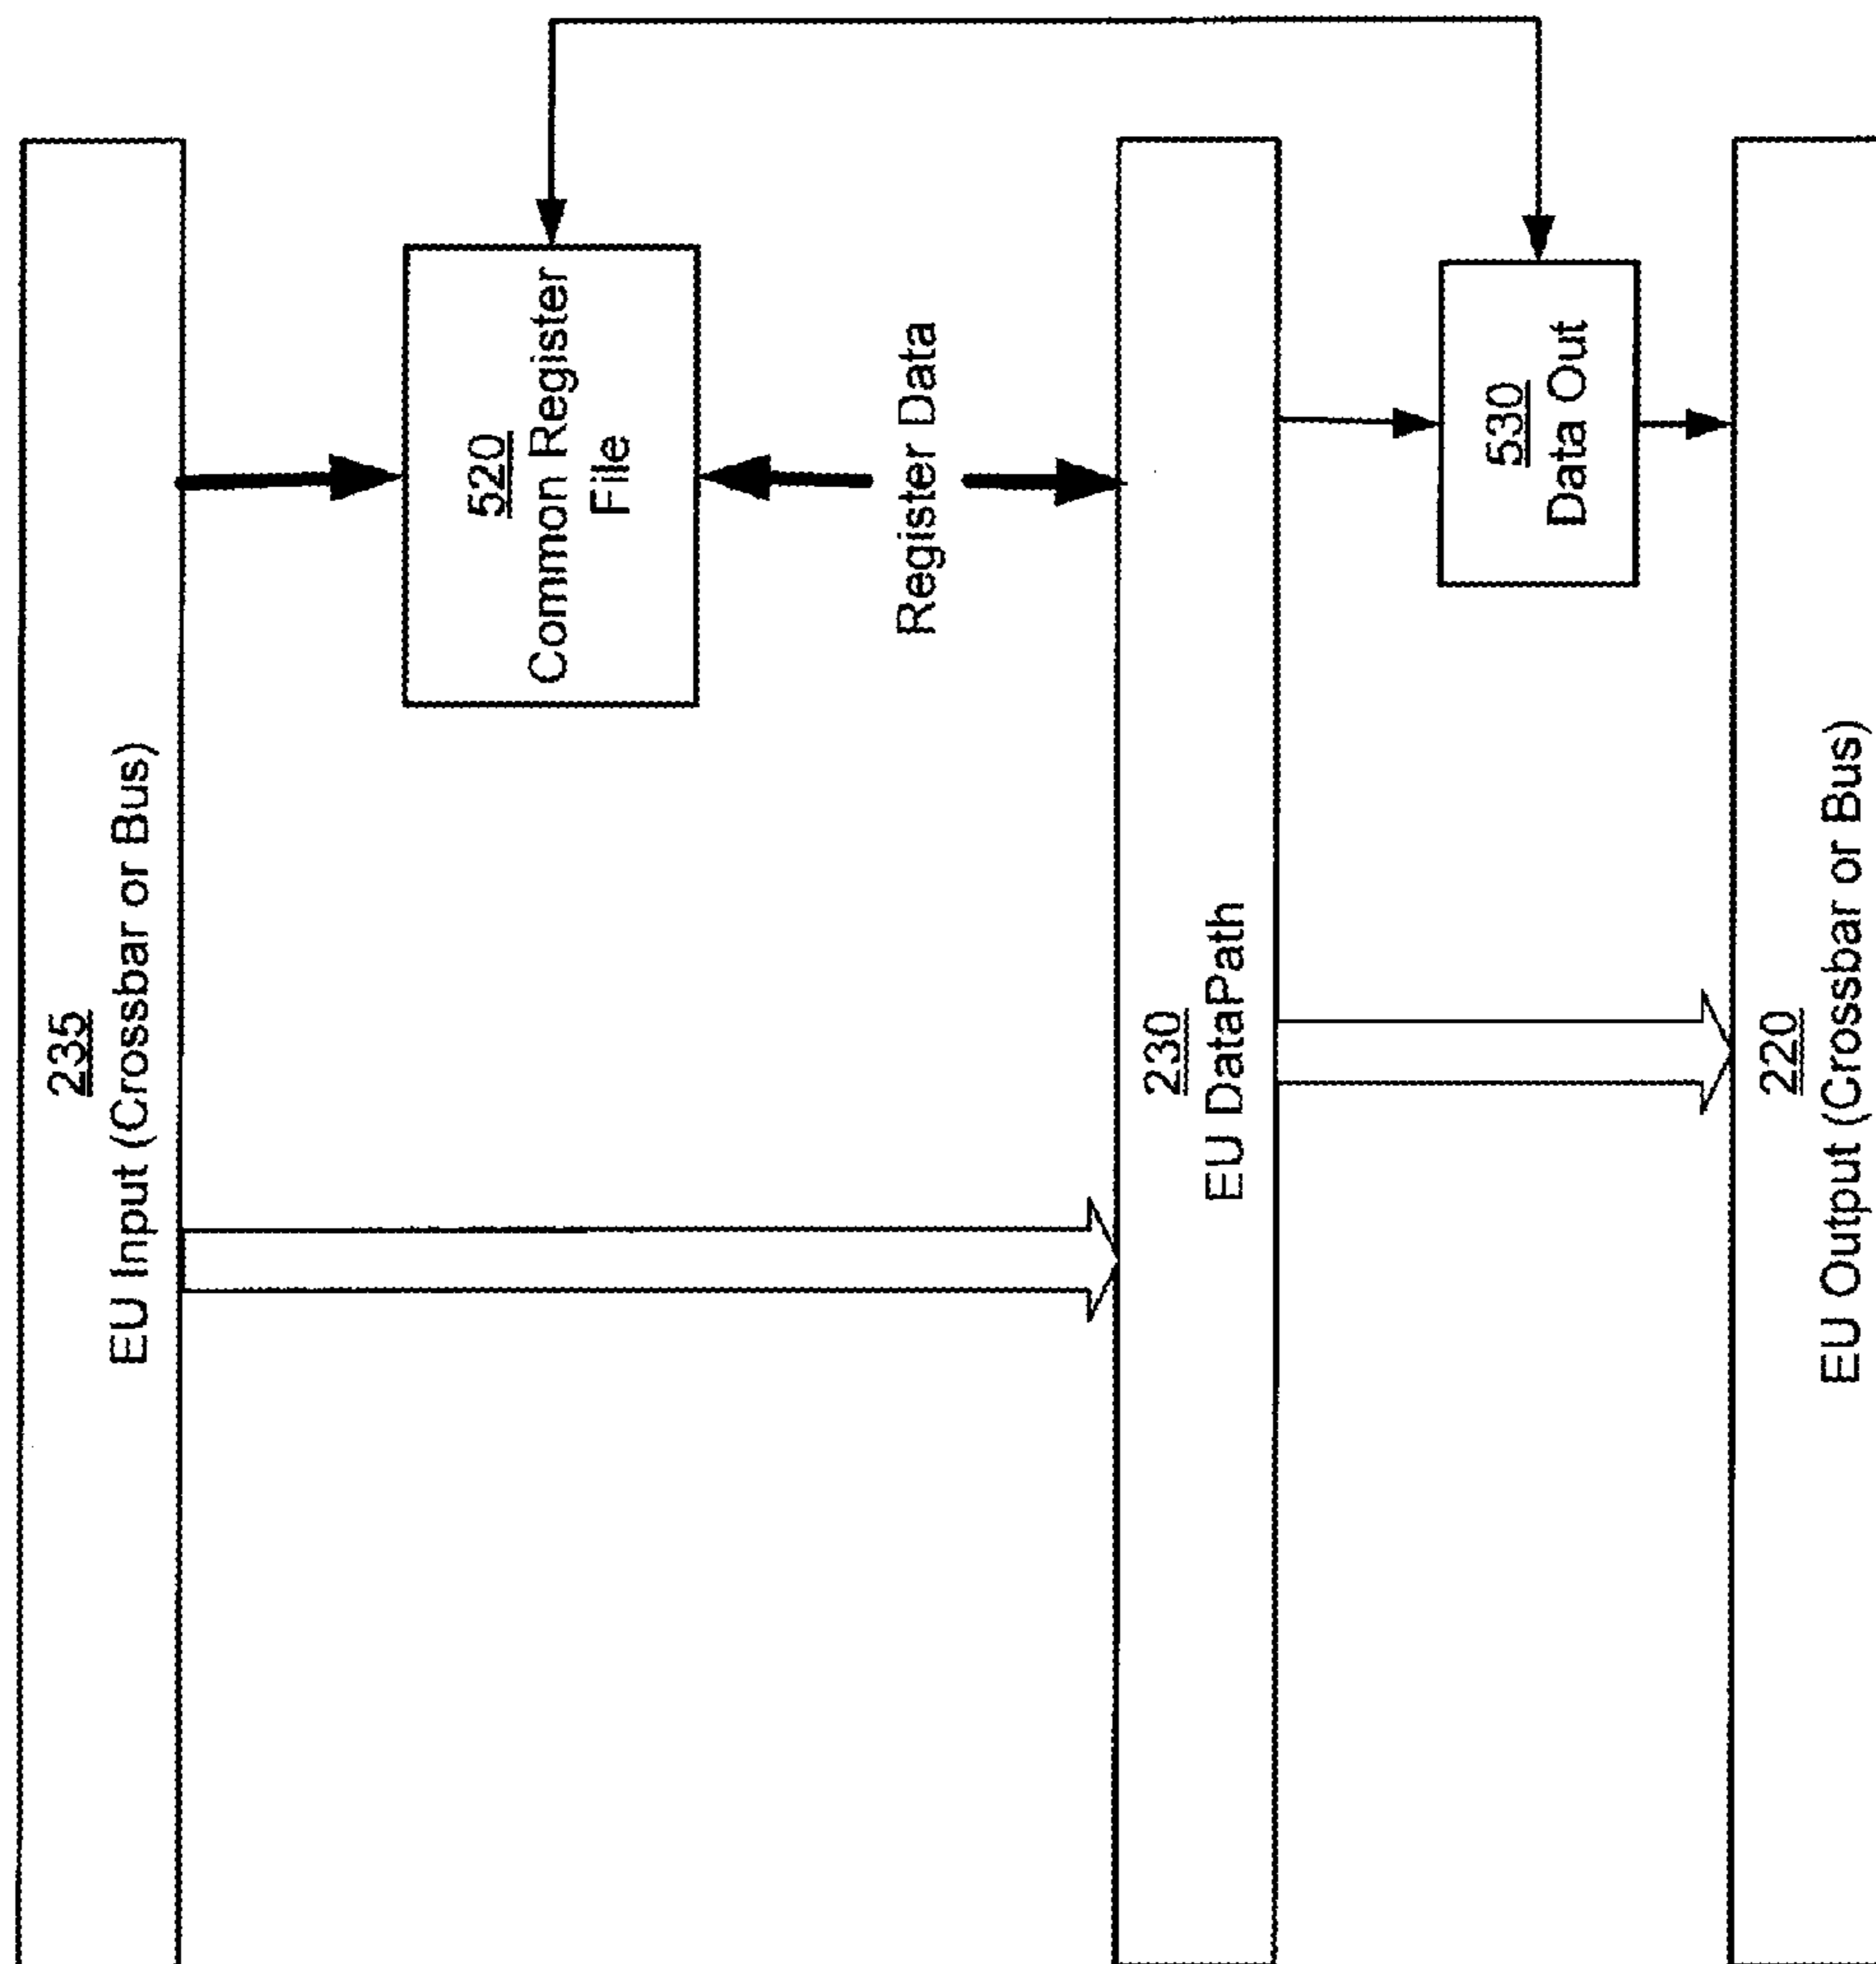 235
EU Input (Crossbar or Bus)
520
Common Register
File
Register Data
230
EU DataPath
530
Data Out
220
EU Output (Crossbar or Bus)